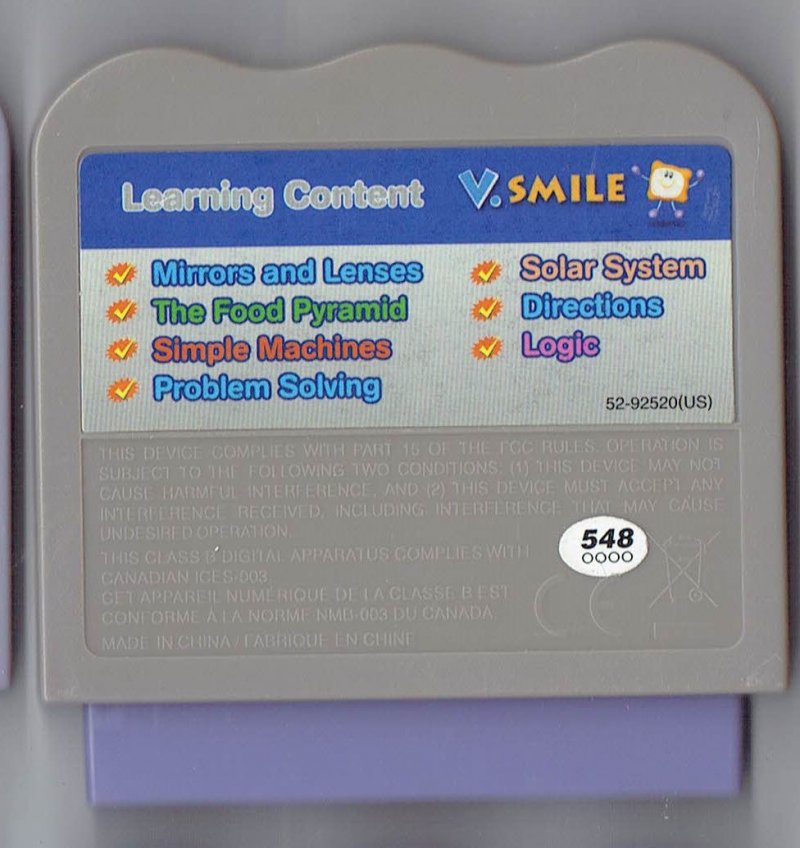 Learning Content
V.SMILE
Mirrors and Lenses
The Food Pyramid
Simple Machines
Problem Solving
Solar System
Directions
Logic
52-92520(US)
THIS DEVICE COMPLIES WITH PART 15 OF THE FCC RULES. OPERATION IS
SUBJECT TO THE FOLLOWING TWO CONDITIONS: (1) THIS DEVICE MAY NOT
CAUSE HARMFUL INTERFERENCE, AND (2) THIS DEVICE MUST ACCEPT ANY
INTERFERENCE RECEIVED, INCLUDING INTERFERENCE THAT MAY CAUSE
UNDESIRED OPERATION.
THIS CLASS B DIGITAL APPARATUS COMPLIES WITH
CANADIAN ICES-003
CET APPAREIL NUMÉRIQUE DE LA CLASSE B EST
CONFORME À LA NORME NMB-003 DU CANADA.
MADE IN CHINA / FABRIQUÉ EN CHINE
548
0000
CE